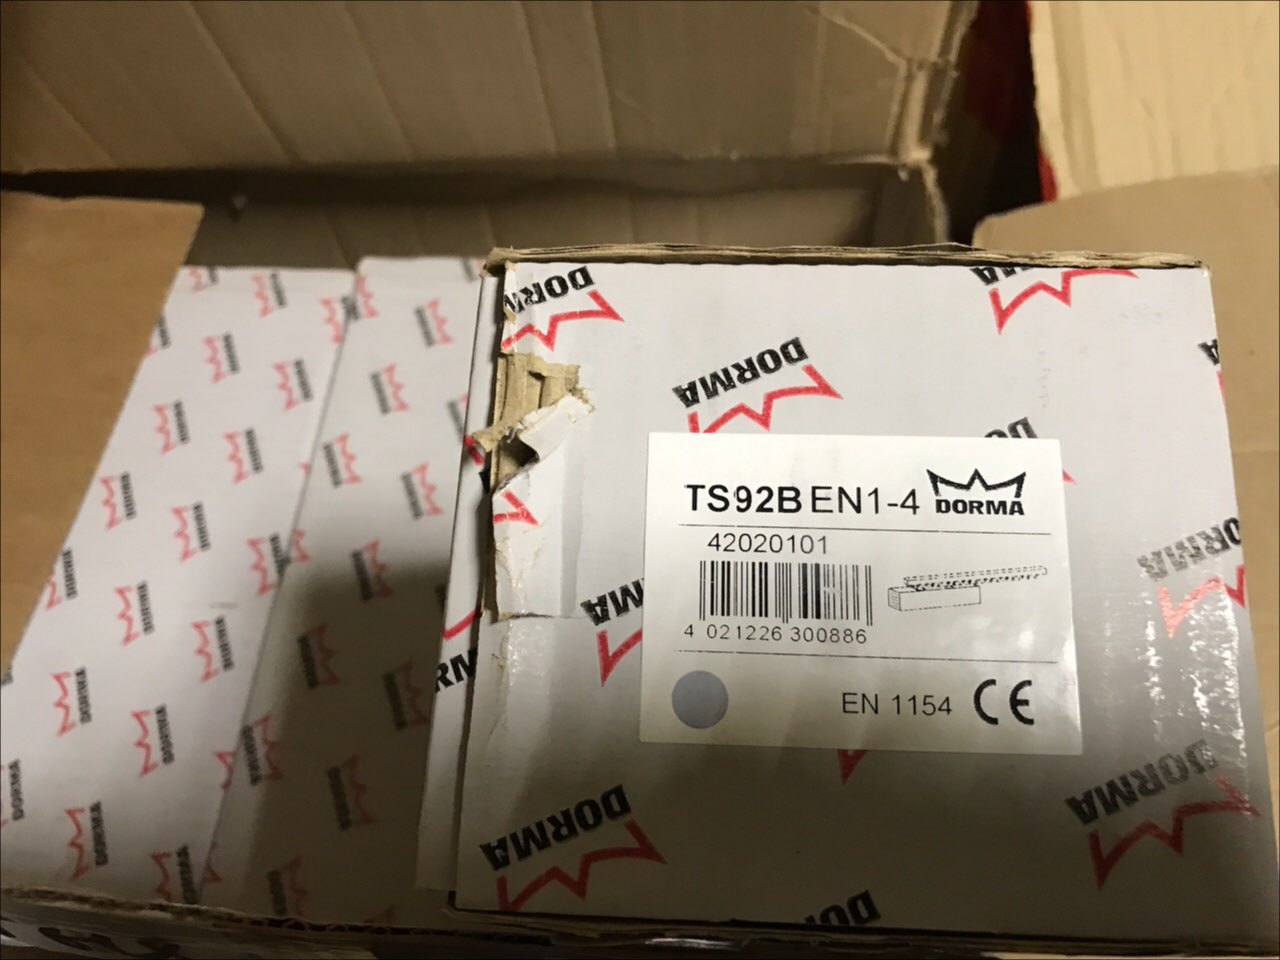 DORMA
DORMA
TS92B EN1-4
DORMA
42020101
4 021226 300886
EN 1154 CE
DORMA
DORMA